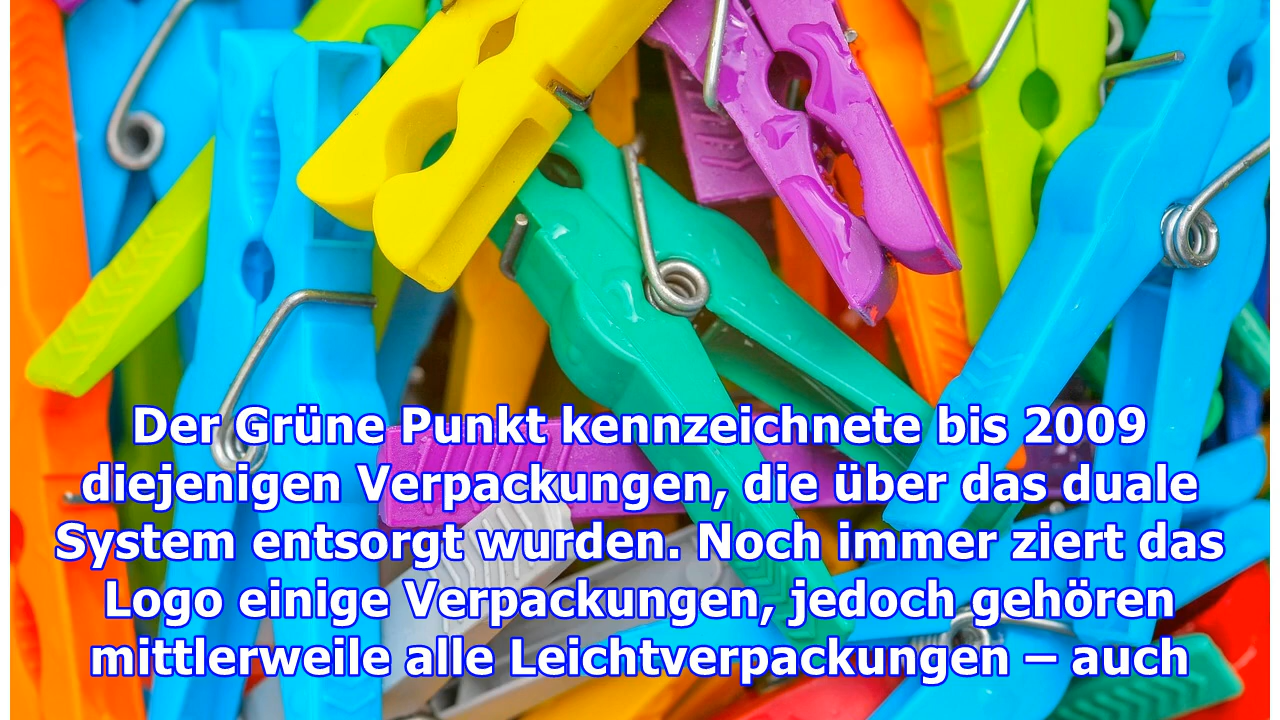 Der Grüne Punkt kennzeichnete bis 2009
diejenigen Verpackungen, die über das duale
System entsorgt wurden. Noch immer ziert das
Logo einige Verpackungen, jedoch gehören
mittlerweile alle Leichtverpackungen – auch